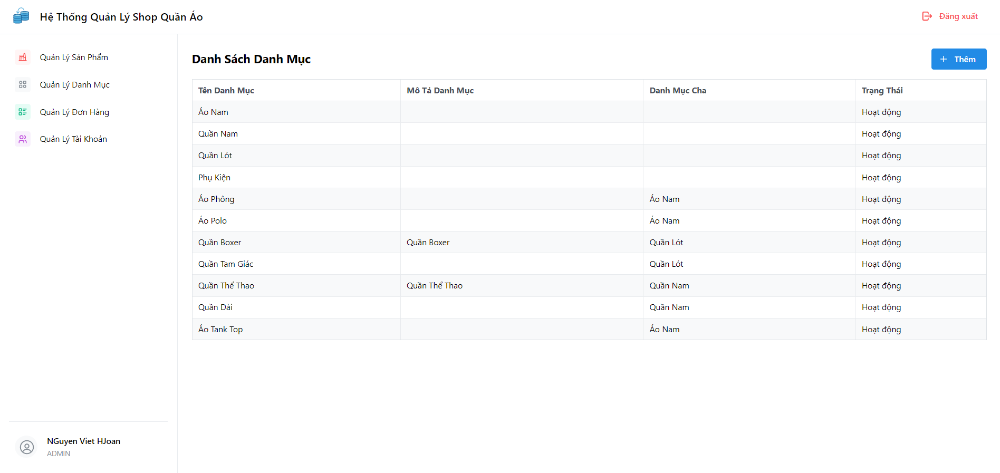 Hệ Thống Quản Lý Shop Quần Áo
Đăng xuất
Quản Lý Sản Phẩm
Quản Lý Danh Mục
Quản Lý Đơn Hàng
Quản Lý Tài Khoản
NGuyen Viet HJoan
ADMIN
Danh Sách Danh Mục
+ Thêm
Tên Danh Mục Mô Tả Danh Mục Danh Mục Cha Trạng Thái
Áo Nam Hoạt động
Quần Nam Hoạt động
Quần Lót Hoạt động
Phụ Kiện Hoạt động
Áo Phông Áo Nam Hoạt động
Áo Polo Áo Nam Hoạt động
Quần Boxer Quần Boxer Quần Lót Hoạt động
Quần Tam Giác Quần Lót Hoạt động
Quần Thể Thao Quần Thể Thao Quần Nam Hoạt động
Quần Dài Quần Nam Hoạt động
Áo Tank Top Áo Nam Hoạt động